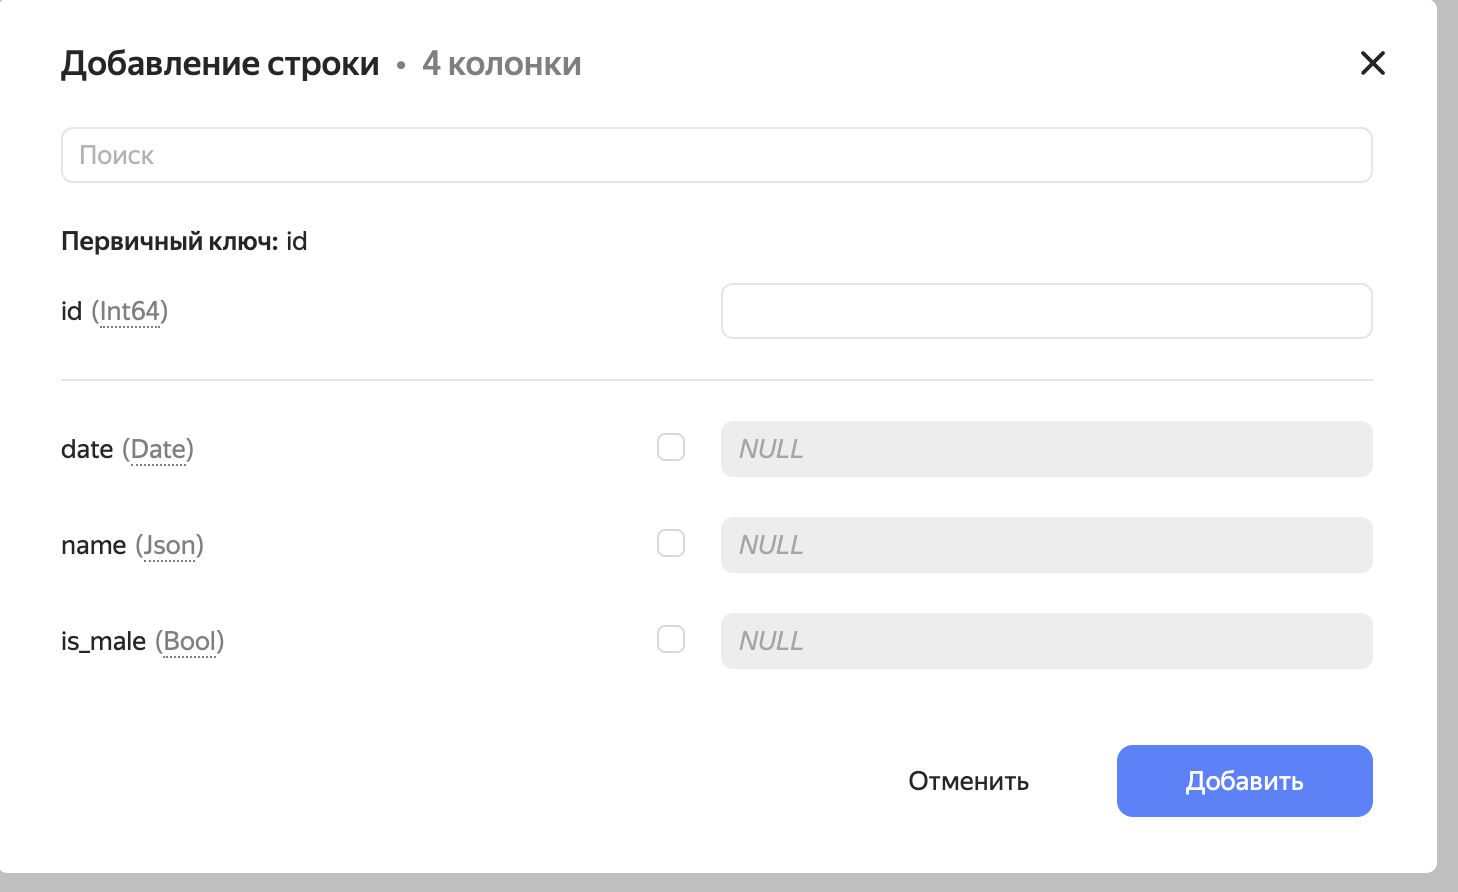 Добавление строки • 4 колонки
Поиск
Первичный ключ: id
id (Int64)
date (Date)
NULL
name (Json)
NULL
is_male (Bool)
NULL
Отменить
Добавить